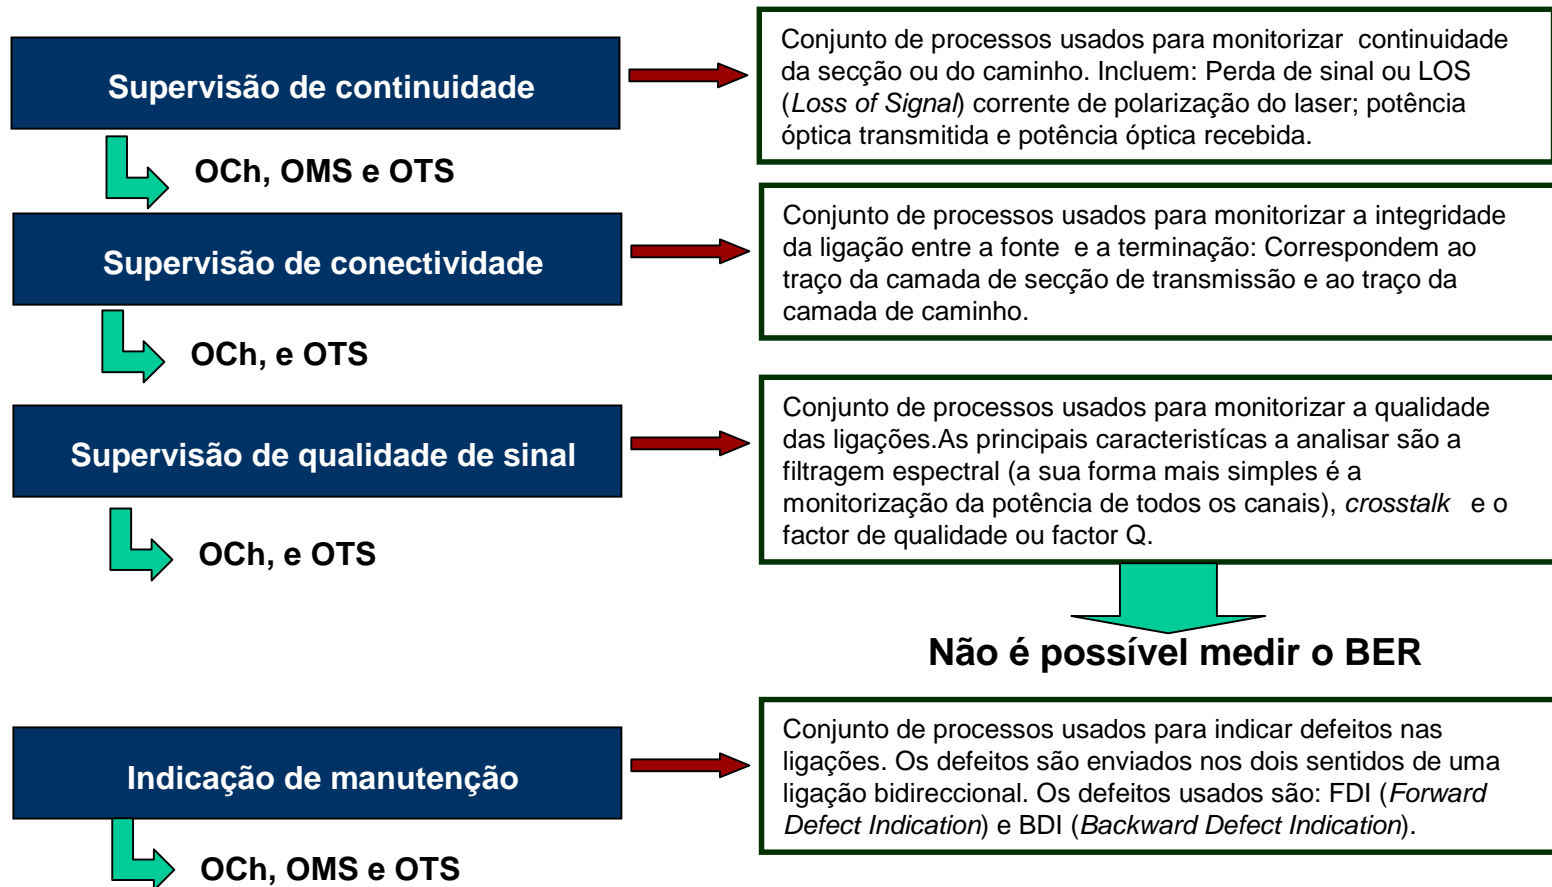 Supervisão de continuidade
Conjunto de processos usados para monitorizar continuidade
da secção ou do caminho. Incluem: Perda de sinal ou LOS
(Loss of Signal) corrente de polarização do laser; potência
óptica transmitida e potência óptica recebida.
OCh, OMS e OTS
Supervisão de conectividade
Conjunto de processos usados para monitorizar a integridade
da ligação entre a fonte e a terminação: Correspondem ao
traço da camada de secção de transmissão e ao traço da
camada de caminho.
OCh, e OTS
Supervisão de qualidade de sinal
Conjunto de processos usados para monitorizar a qualidade
das ligações.As principais caracteristícas a analisar são a
filtragem espectral (a sua forma mais simples é a
monitorização da potência de todos os canais), crosstalk e o
factor de qualidade ou factor Q.
OCh, e OTS
Não é possível medir o BER
Indicação de manutenção
Conjunto de processos usados para indicar defeitos nas
ligações. Os defeitos são enviados nos dois sentidos de uma
ligação bidireccional. Os defeitos usados são: FDI (Forward
Defect Indication) e BDI (Backward Defect Indication).
OCh, OMS e OTS